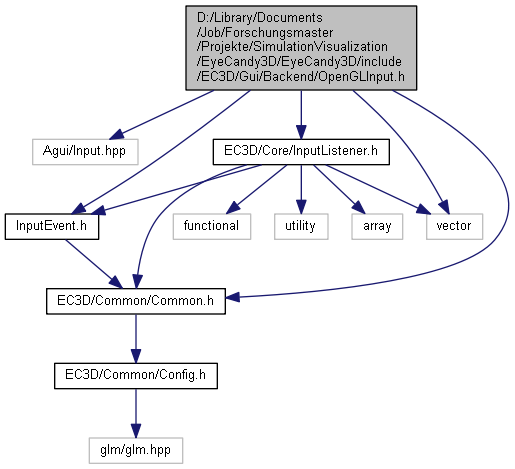 D:/Library/Documents
/Job/Forschungsmaster
/Projekte/SimulationVisualization
/EyeCandy3D/EyeCandy3D/include
/EC3D/Gui/Backend/OpenGLInput.h
Agui/Input.hpp
EC3D/Core/InputListener.h
InputEvent.h
functional
utility
array
vector
EC3D/Common/Common.h
EC3D/Common/Config.h
glm/glm.hpp